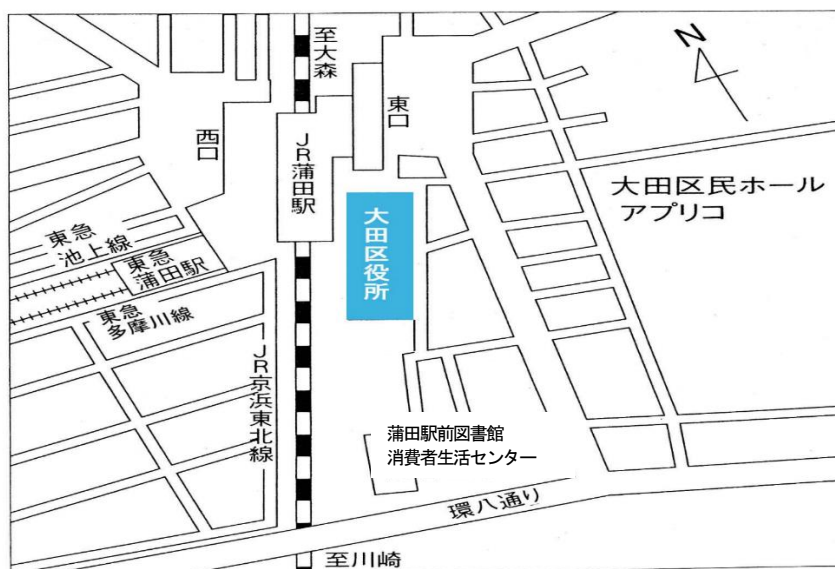 至大森
N
東口
西口
JR蒲田駅
大田区民ホール
アプリコ
大田区役所
東急
池上線
東急
蒲田駅
東急
多摩川線
JR京浜東北線
蒲田駅前図書館
消費者生活センター
環八通り
至川崎